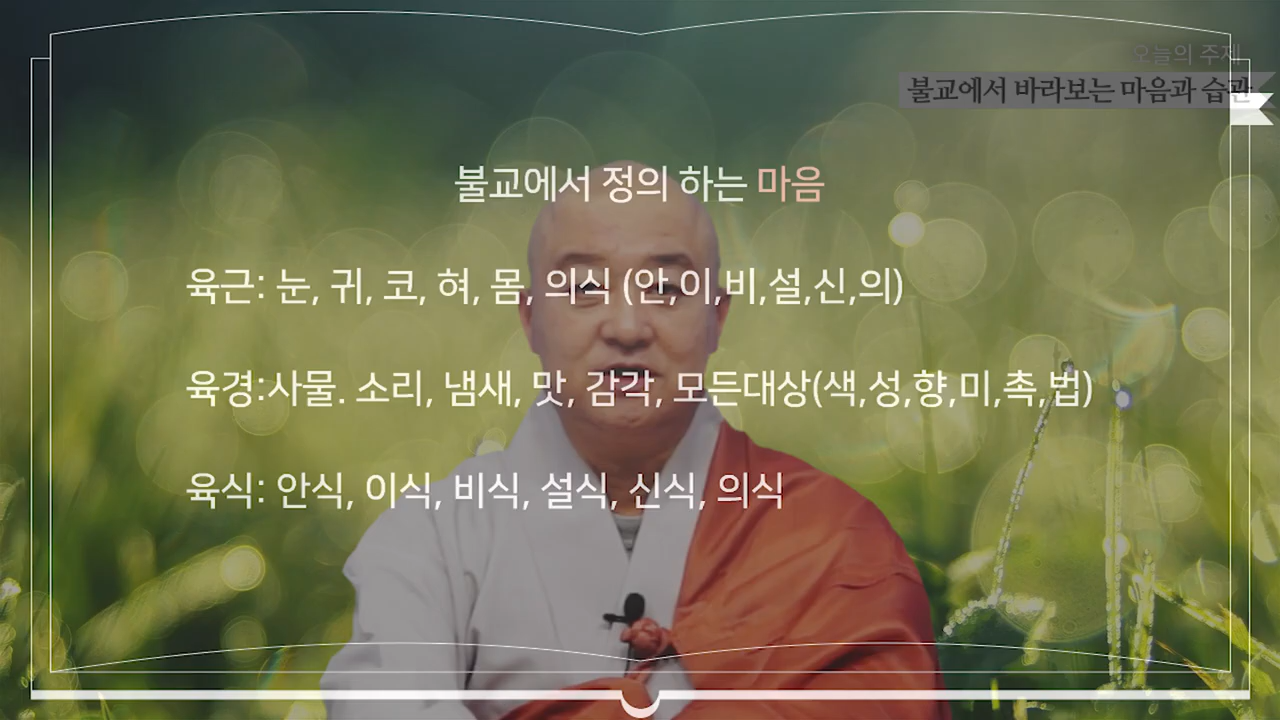 오늘의 주제
불교에서 바라보는 마음과 습관
불교에서 정의 하는 마음
육근: 눈, 귀, 코, 혀, 몸, 의식 (안,이,비,설,신,의)
육경:사물. 소리, 냄새, 맛, 감각, 모든대상(색,성,향,미,촉,법)
육식: 안식, 이식, 비식, 설식, 신식, 의식